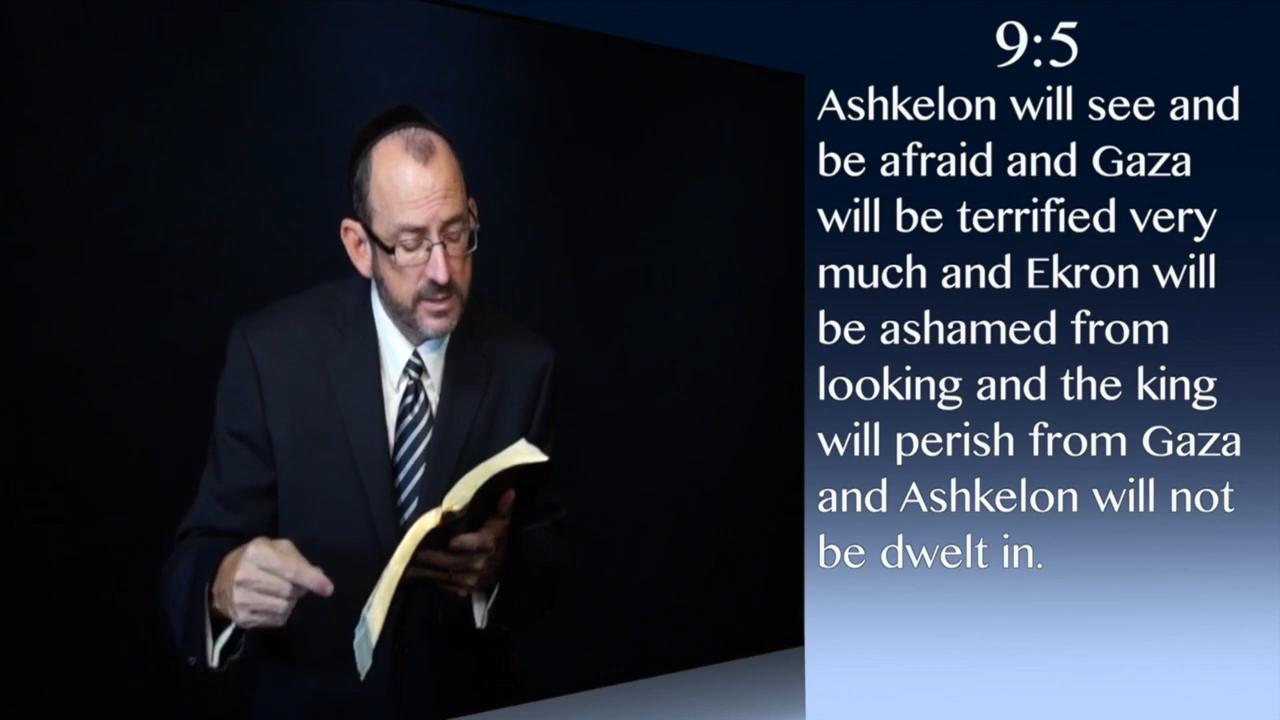 9:5
Ashkelon will see and
be afraid and Gaza
will be terrified very
much and Ekron will
be ashamed from
looking and the king
will perish from Gaza
and Ashkelon will not
be dwelt in.